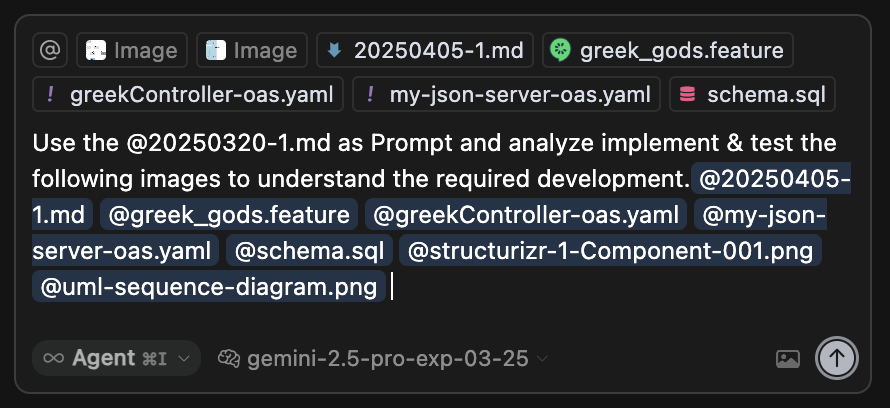 @ Image Image 20250405-1.md greek_gods.feature
! greekController-oas.yaml ! my-json-server-oas.yaml schema.sql
Use the @20250320-1.md as Prompt and analyze implement & test the
following images to understand the required development. @20250405-
1.md @greek_gods.feature @greekController-oas.yaml @my-json-
server-oas.yaml @schema.sql @structurizr-1-Component-001.png
@uml-sequence-diagram.png
∞ Agent ⌘I gemini-2.5-pro-exp-03-25